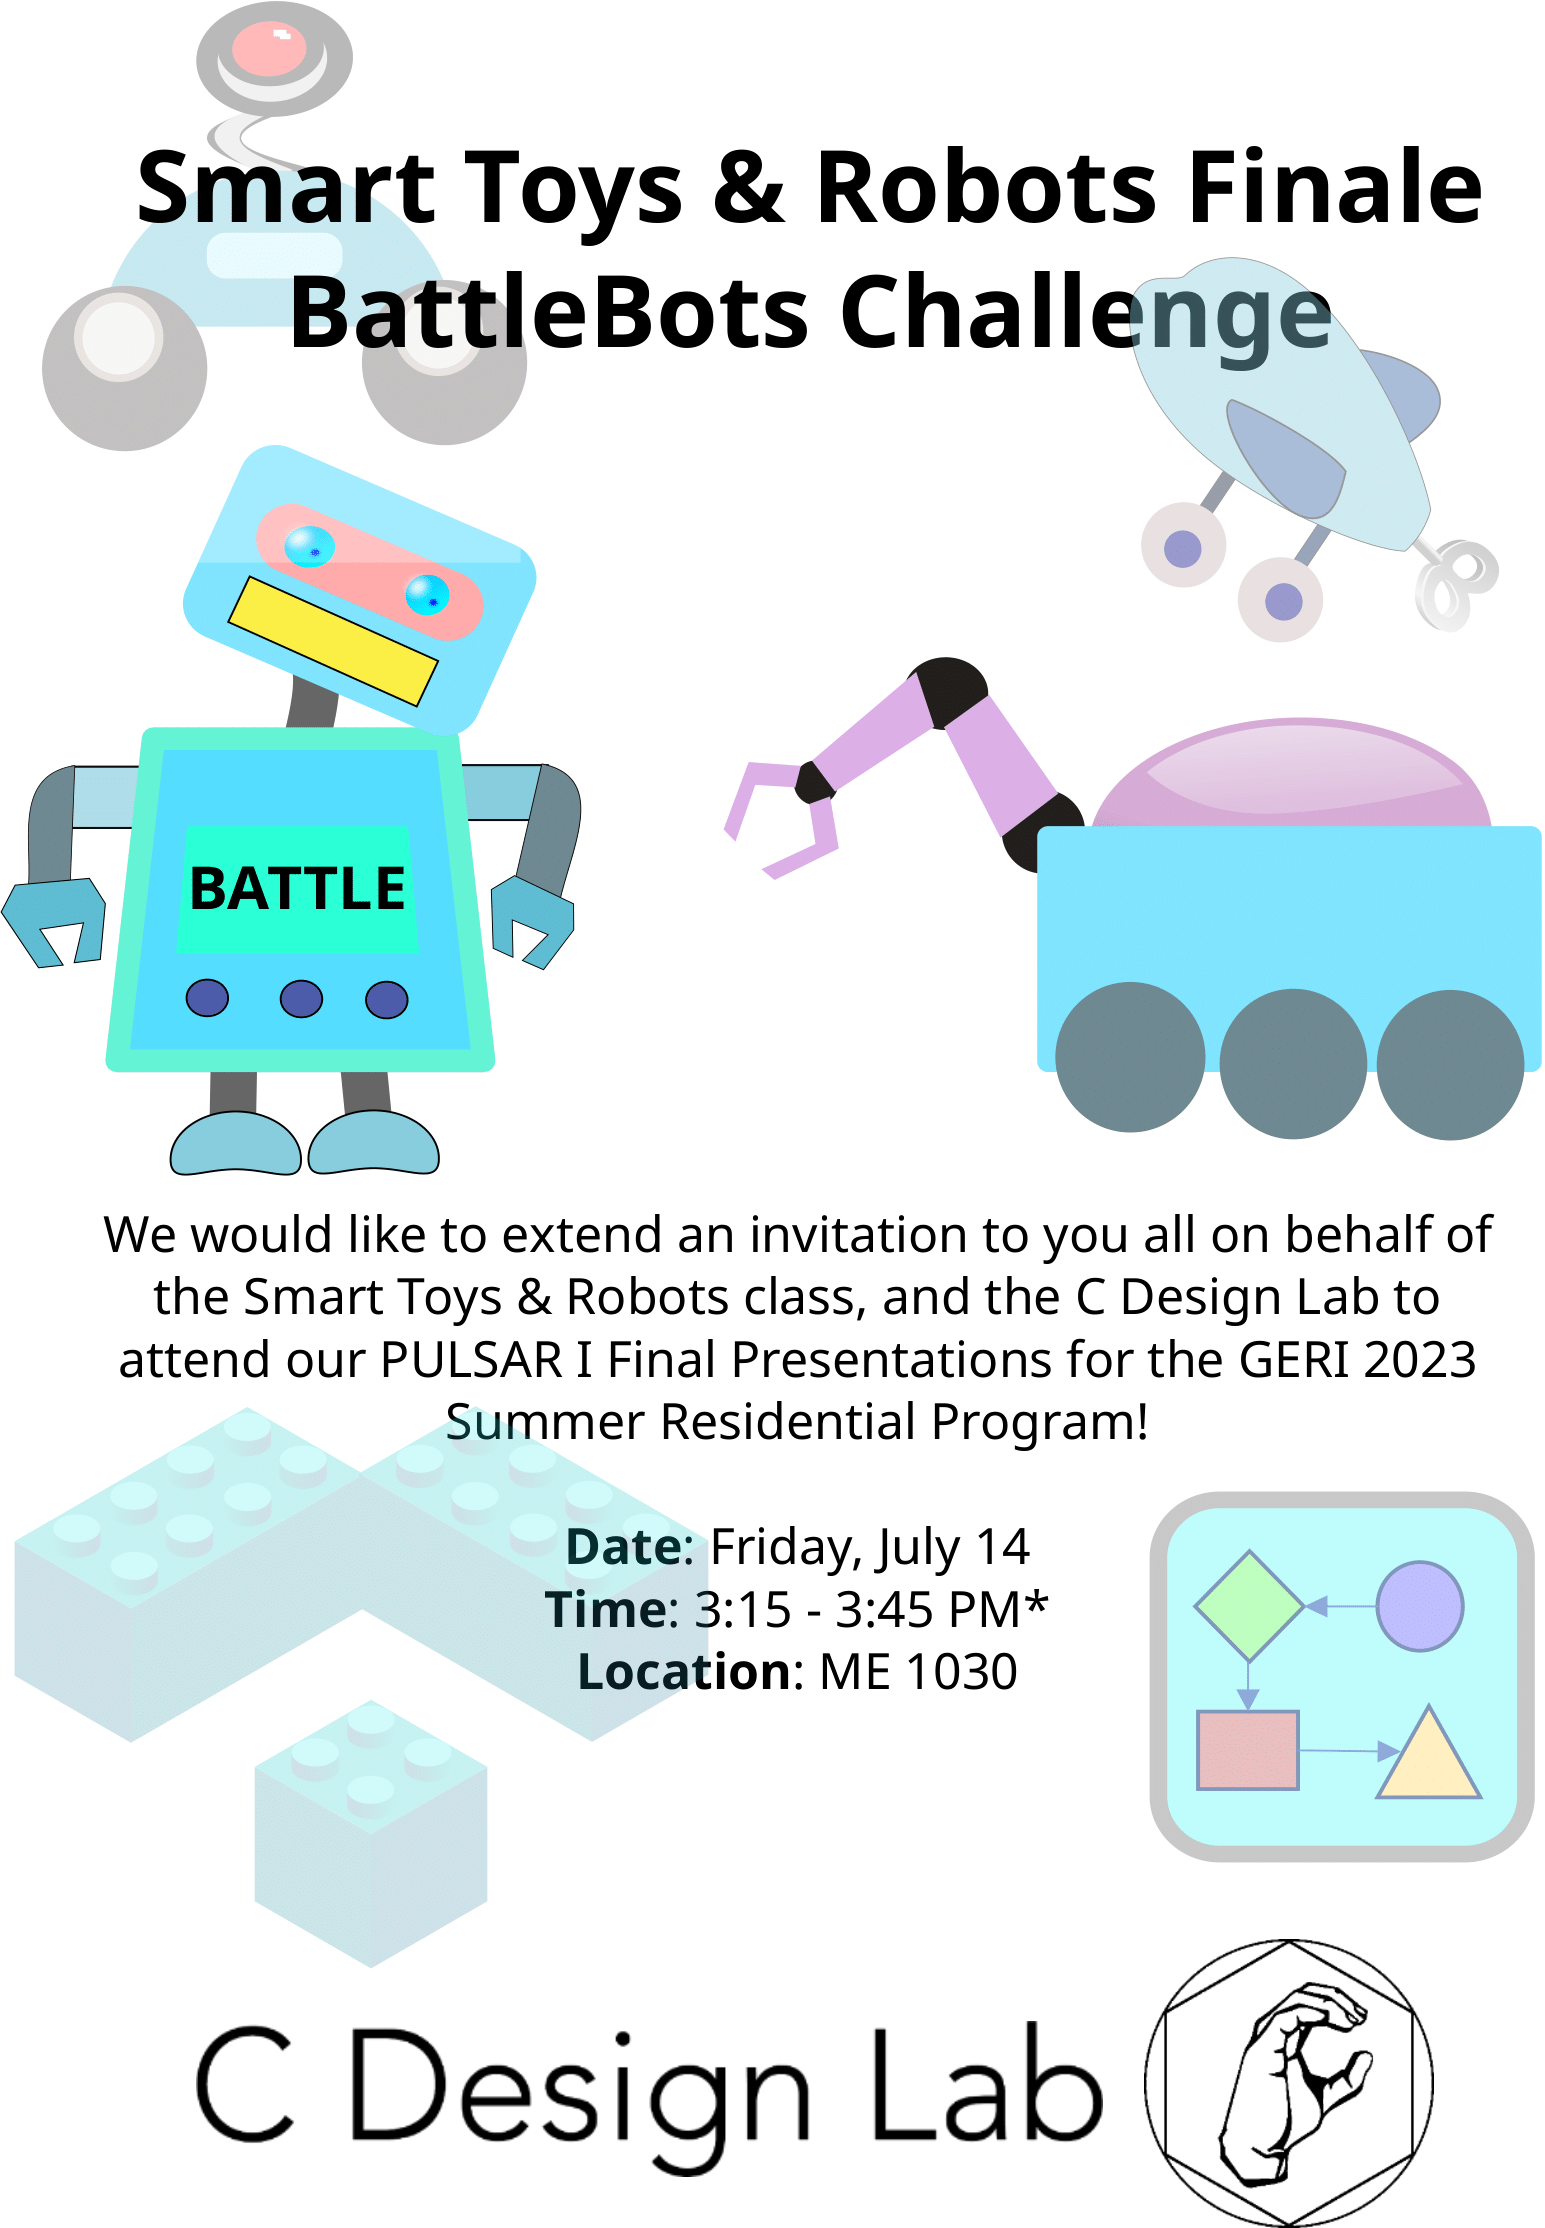 Smart Toys & Robots Finale
BattleBots Challenge
BATTLE
We would like to extend an invitation to you all on behalf of
the Smart Toys & Robots class, and the C Design Lab to
attend our PULSAR I Final Presentations for the GERI 2023
Summer Residential Program!
Date: Friday, July 14
Time: 3:15 - 3:45 PM*
Location: ME 1030
C Design Lab